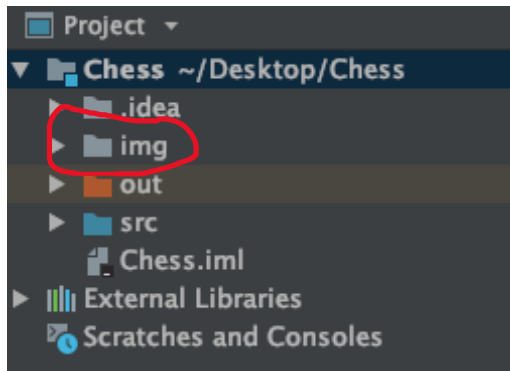 Project
Chess ~/Desktop/Chess
.idea
img
out
src
Chess.iml
External Libraries
Scratches and Consoles